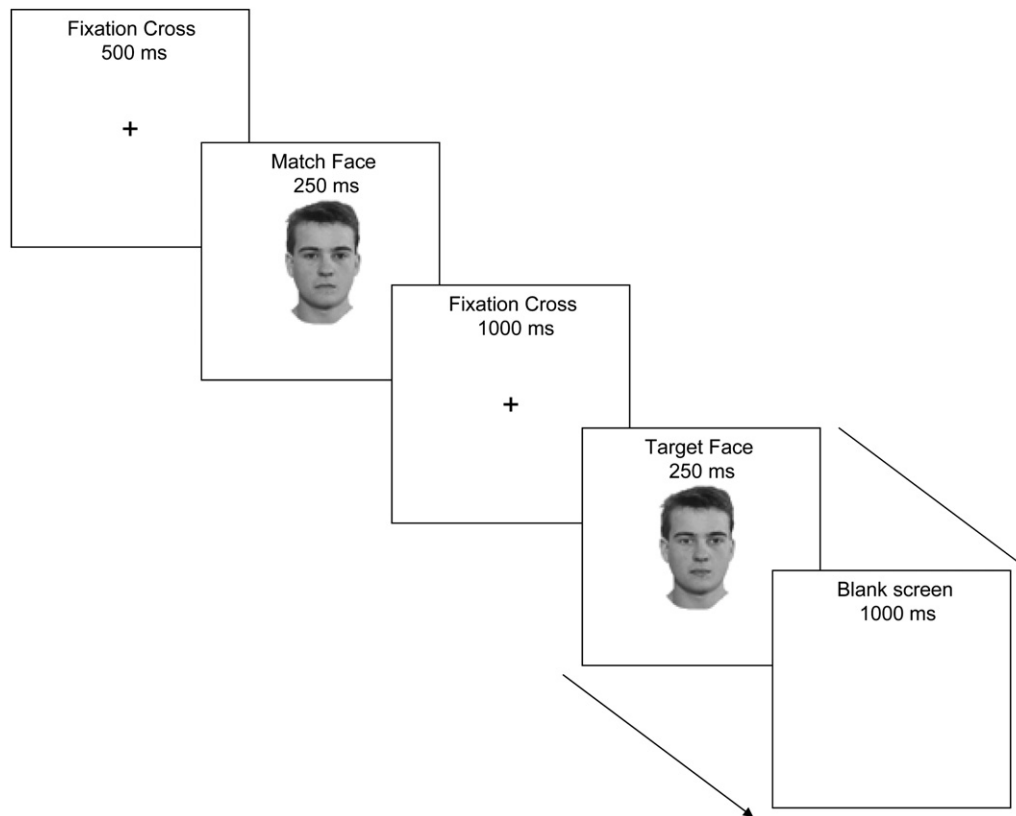 Fixation Cross
500 ms
+
Match Face
250 ms
Fixation Cross
1000 ms
+
Target Face
250 ms
Blank screen
1000 ms